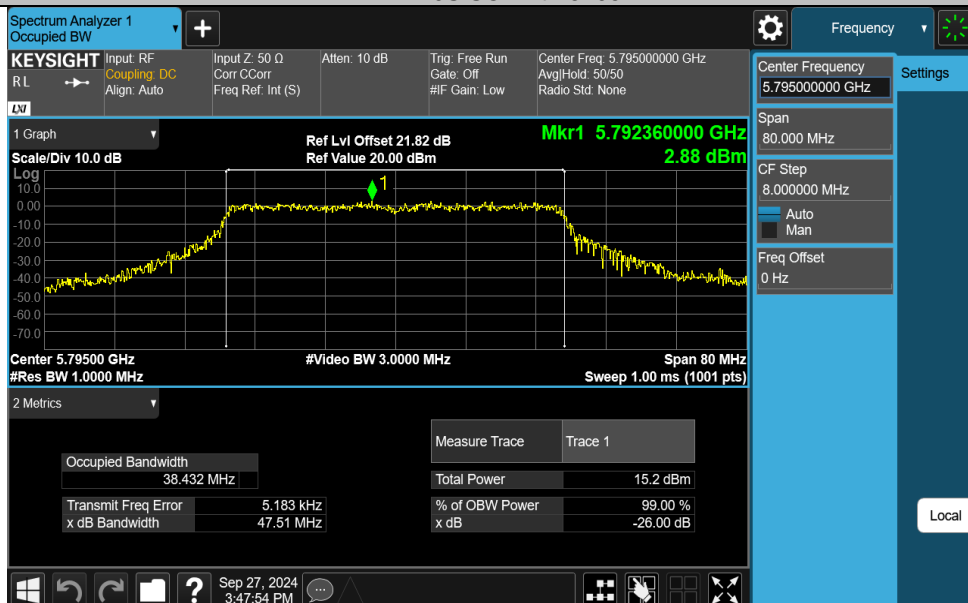 Spectrum Analyzer 1
Occupied BW
+
Frequency
KEYSIGHT
RL
LXI
Input: RF
Coupling: DC
Align: Auto
Input Z: 50 Ω
Corr CCorr
Freq Ref: Int (S)
Atten: 10 dB
Trig: Free Run
Gate: Off
#IF Gain: Low
Center Freq: 5.795000000 GHz
Avg|Hold: 50/50
Radio Std: None
Center Frequency
5.795000000 GHz
Settings
Span
80.000 MHz
CF Step
8.000000 MHz
Auto
Man
Freq Offset
0 Hz
Local
1 Graph
Scale/Div 10.0 dB
Ref Lvl Offset 21.82 dB
Ref Value 20.00 dBm
Mkr1 5.792360000 GHz
2.88 dBm
Log
1
10.0
0.00
-10.0
-20.0
-30.0
-40.0
-50.0
-60.0
-70.0
Center 5.79500 GHz
#Res BW 1.0000 MHz
#Video BW 3.0000 MHz
Span 80 MHz
Sweep 1.00 ms (1001 pts)
2 Metrics
Occupied Bandwidth
38.432 MHz
Transmit Freq Error 5.183 kHz
x dB Bandwidth 47.51 MHz
Measure Trace Trace 1
Total Power 15.2 dBm
% of OBW Power 99.00 %
x dB -26.00 dB
?
Sep 27, 2024
3:47:54 PM